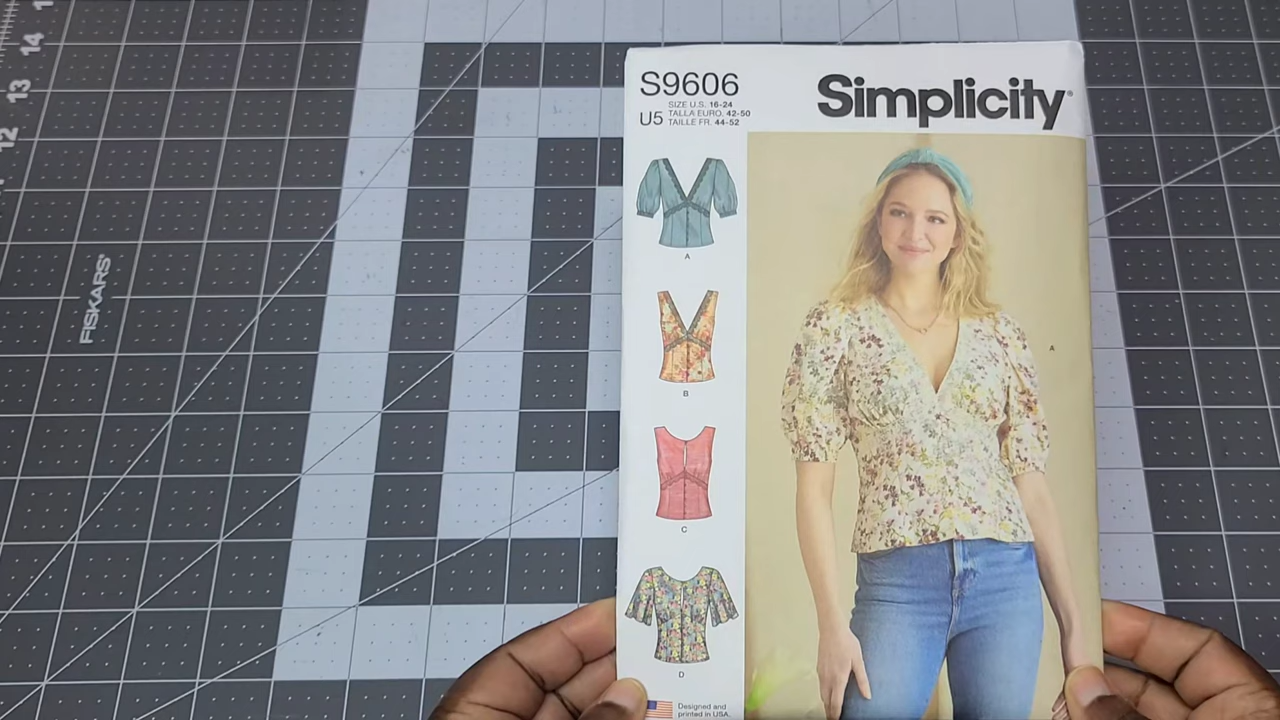 S9606
Simplicity®
U5
SIZE U.S. 16-24
TALLA EURO. 42-50
TAILLE FR. 44-52
A
B
C
D
A
Designed and
printed in USA.
FISKARS®
14
13
12